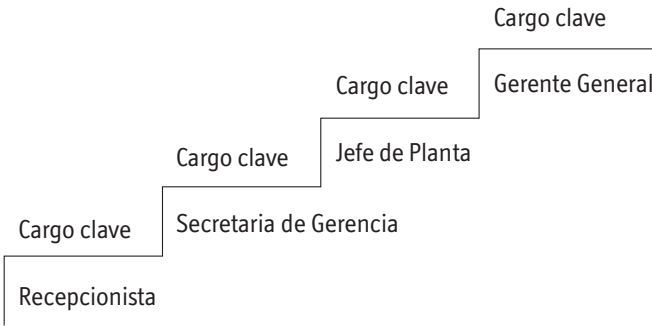 Cargo clave
Gerente General
Cargo clave
Jefe de Planta
Cargo clave
Secretaria de Gerencia
Cargo clave
Recepcionista